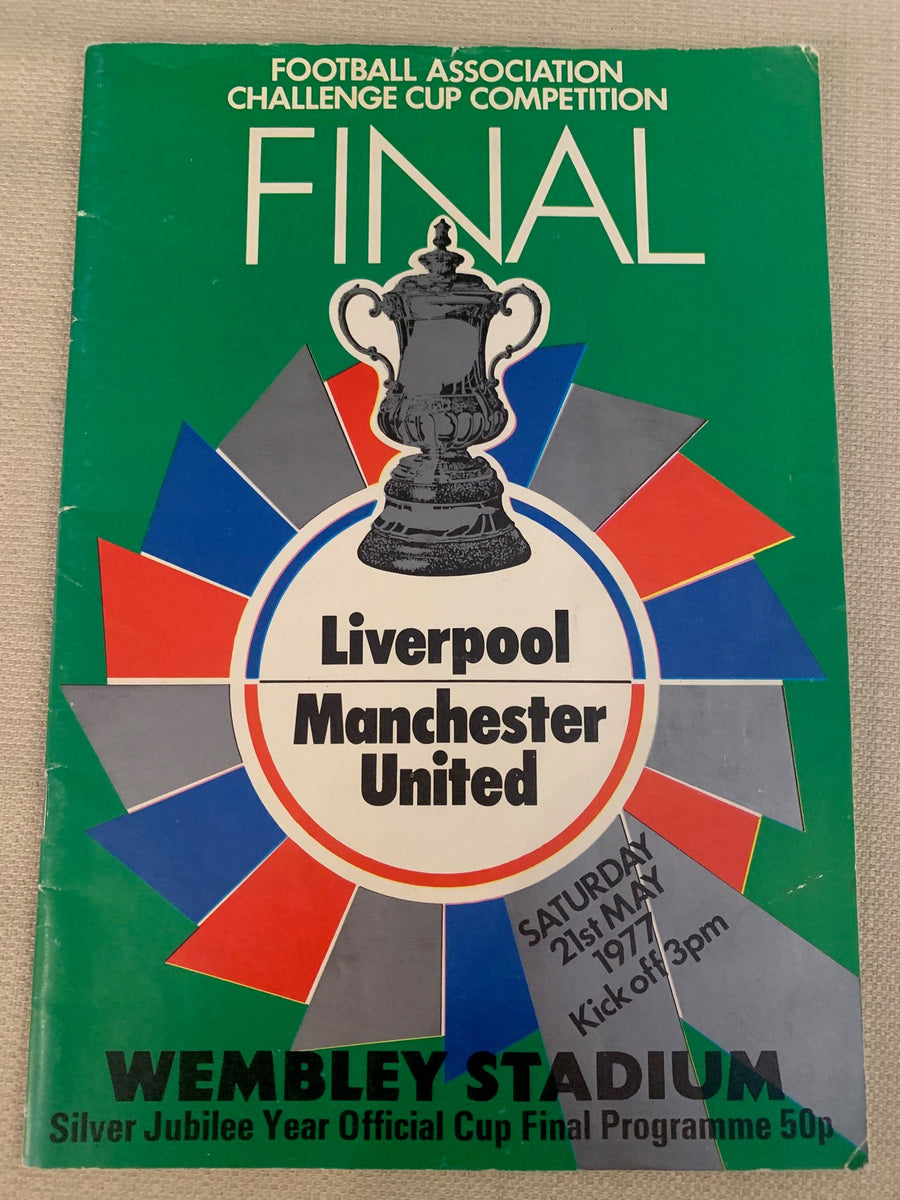 FOOTBALL ASSOCIATION
CHALLENGE CUP COMPETITION
FINAL
Liverpool
Manchester
United
SATURDAY
21st MAY
1977
Kick off 3pm
WEMBLEY STADIUM
Silver Jubilee Year Official Cup Final Programme 50p